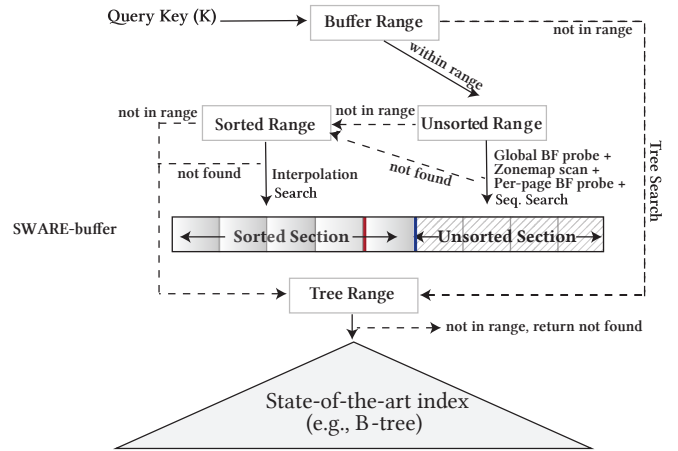 Query Key (K)
Buffer Range
not in range
within range
not in range
Sorted Range
not in range
Unsorted Range
not found
Interpolation
Search
not found
Global BF probe +
Zonemap scan +
Per-page BF probe +
Seq. Search
Tree Search
SWARE-buffer
Sorted Section
Unsorted Section
Tree Range
not in range, return not found
State-of-the-art index
(e.g., B-tree)